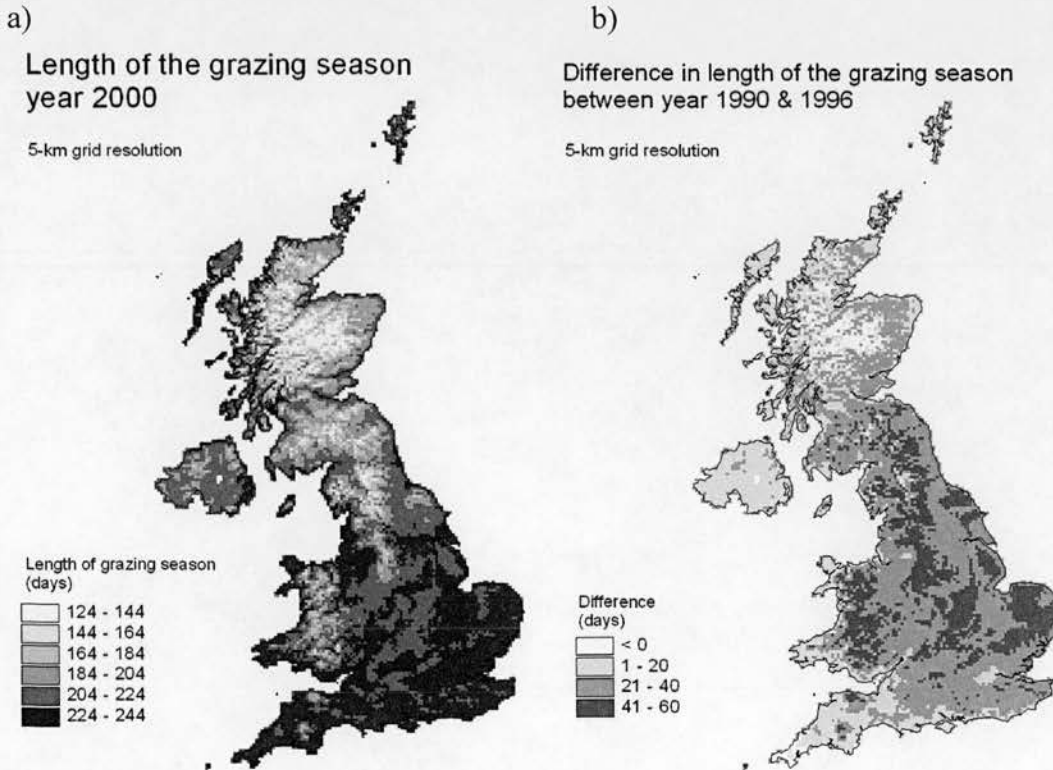 a)
Length of the grazing season
year 2000
5-km grid resolution
Length of grazing season
(days)
124 - 144
144 - 164
164 - 184
184 - 204
204 - 224
224 - 244
b)
Difference in length of the grazing season
between year 1990 & 1996
5-km grid resolution
Difference
(days)
< 0
1 - 20
21 - 40
41 - 60